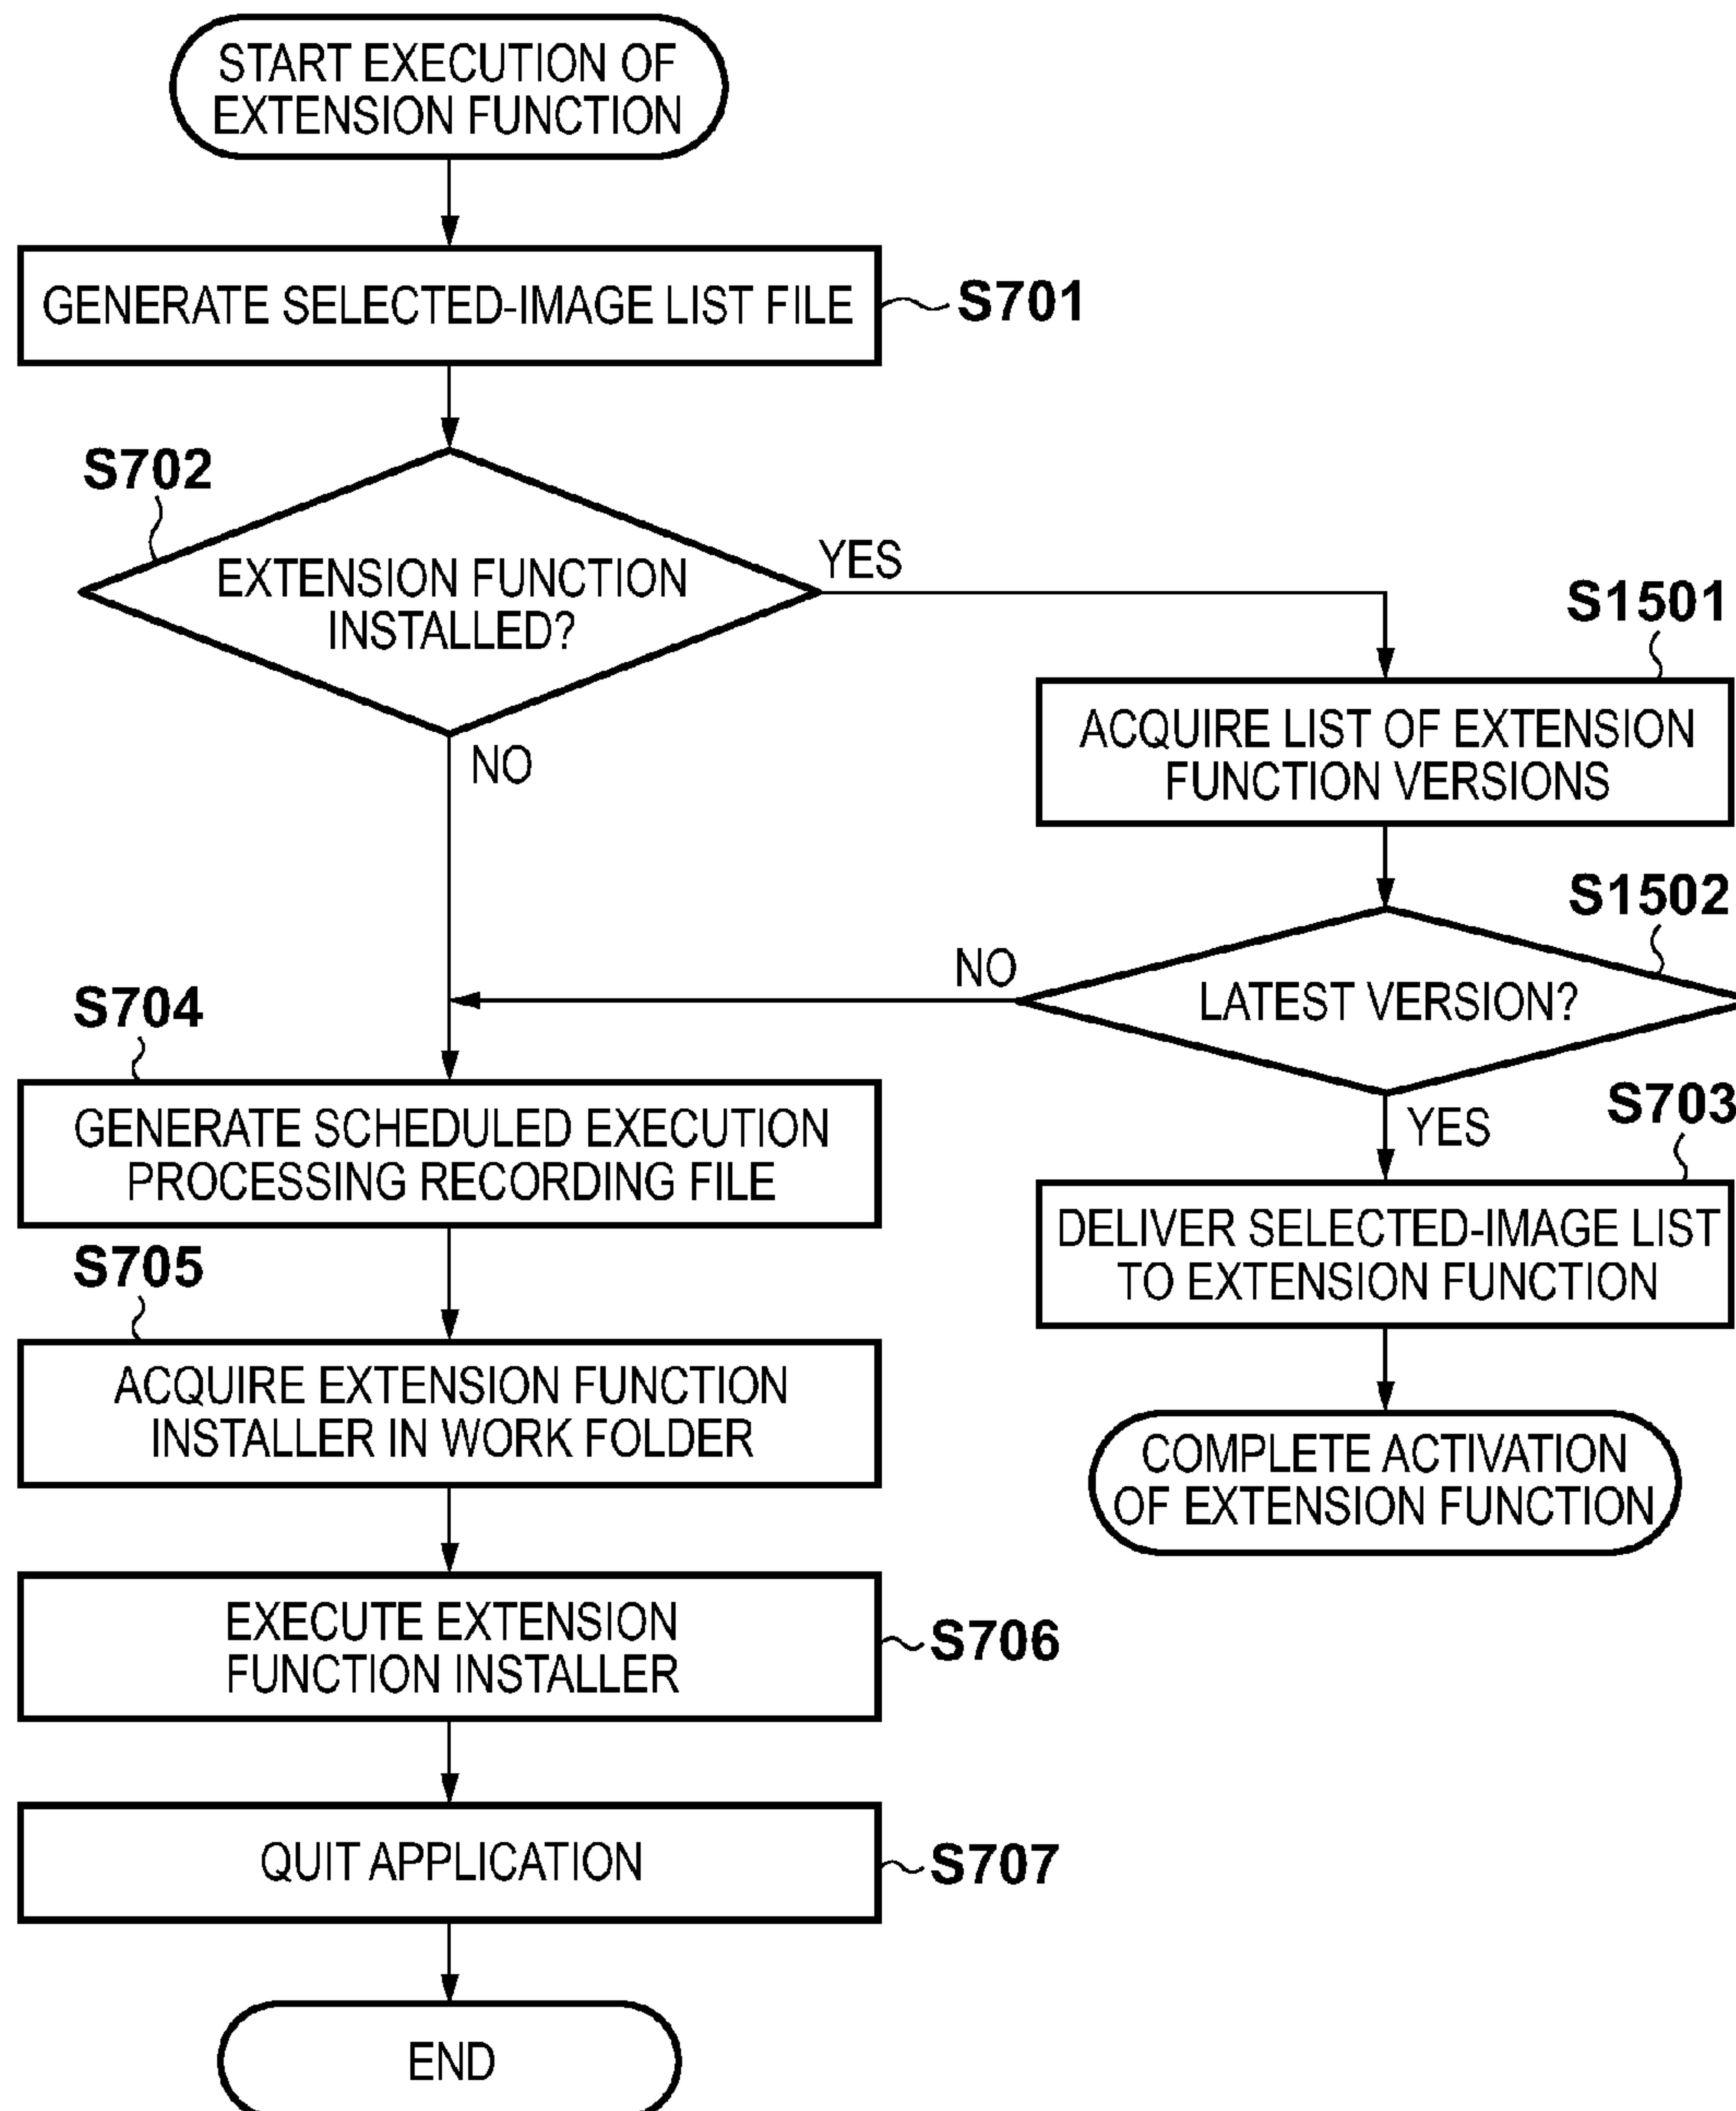 START EXECUTION OF
EXTENSION FUNCTION
GENERATE SELECTED-IMAGE LIST FILE
S701
S702
EXTENSION FUNCTION
INSTALLED?
YES
NO
S1501
ACQUIRE LIST OF EXTENSION
FUNCTION VERSIONS
S1502
LATEST VERSION?
NO
YES
S703
DELIVER SELECTED-IMAGE LIST
TO EXTENSION FUNCTION
COMPLETE ACTIVATION
OF EXTENSION FUNCTION
S704
GENERATE SCHEDULED EXECUTION
PROCESSING RECORDING FILE
S705
ACQUIRE EXTENSION FUNCTION
INSTALLER IN WORK FOLDER
EXECUTE EXTENSION
FUNCTION INSTALLER
S706
QUIT APPLICATION
S707
END